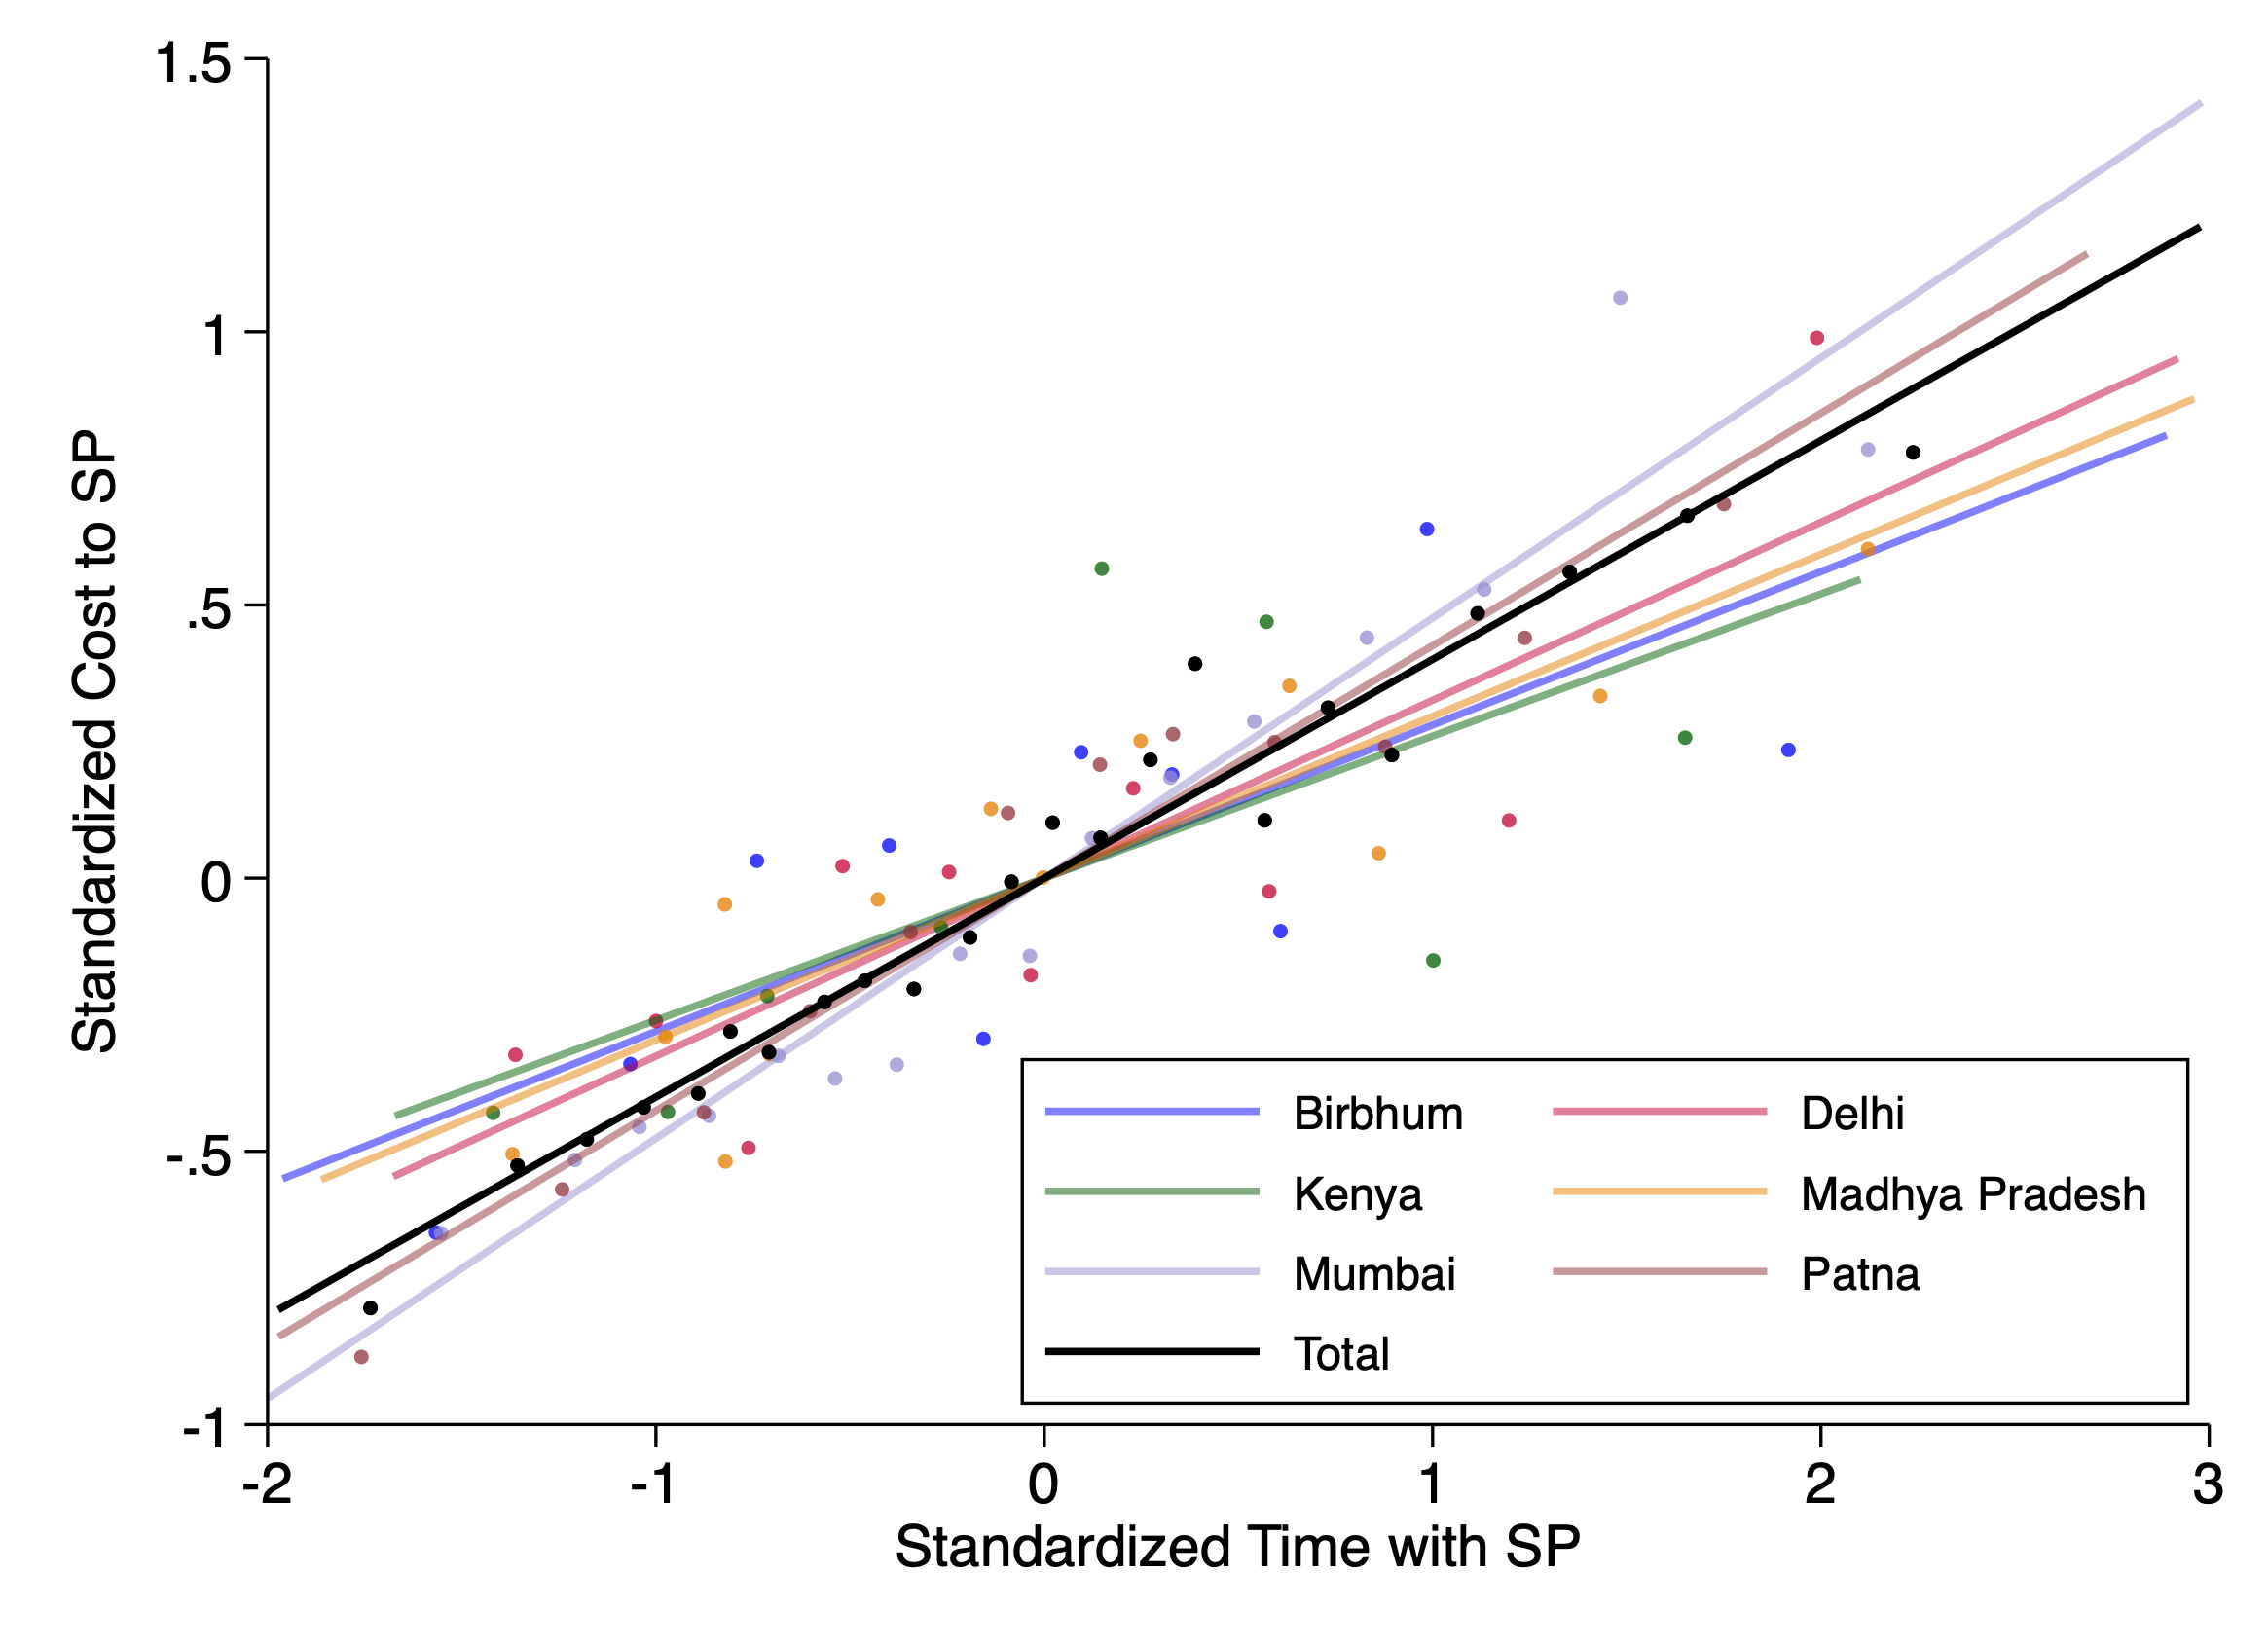 1.5
1
.5
0
-.5
-1
Standardized Cost to SP
Birbhum Delhi
Kenya Madhya Pradesh
Mumbai Patna
Total
-2 -1 0 1 2 3
Standardized Time with SP